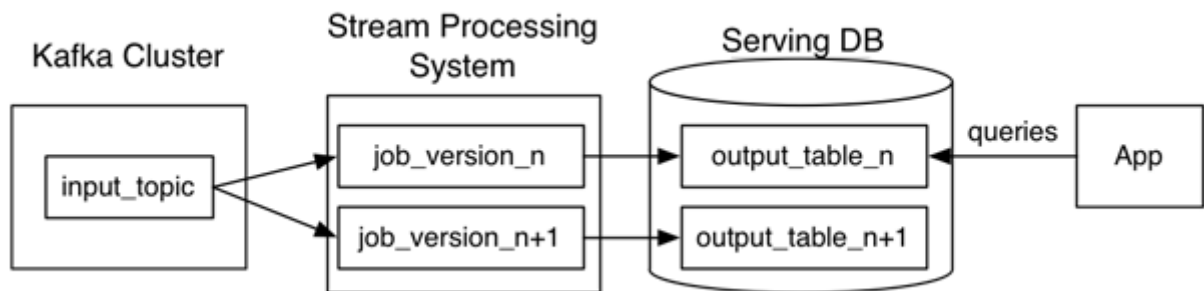 Kafka Cluster
Stream Processing
System
Serving DB
input_topic
job_version_n
job_version_n+1
output_table_n
output_table_n+1
queries
App